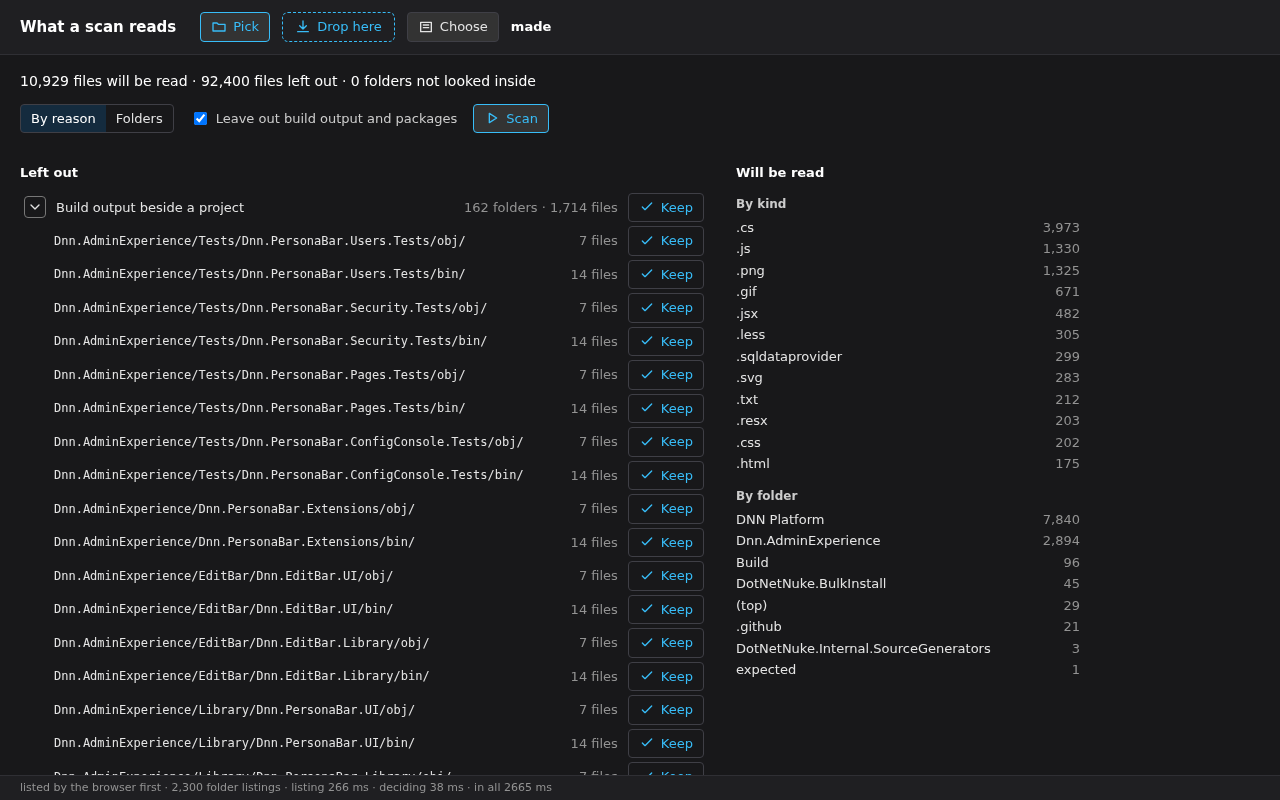 What a scan reads Pick Drop here Choose made
10,929 files will be read · 92,400 files left out · 0 folders not looked inside
By reason Folders Leave out build output and packages Scan
Left out
Build output beside a project 162 folders · 1,714 files Keep
Dnn.AdminExperience/Tests/Dnn.PersonaBar.Users.Tests/obj/ 7 files Keep
Dnn.AdminExperience/Tests/Dnn.PersonaBar.Users.Tests/bin/ 14 files Keep
Dnn.AdminExperience/Tests/Dnn.PersonaBar.Security.Tests/obj/ 7 files Keep
Dnn.AdminExperience/Tests/Dnn.PersonaBar.Security.Tests/bin/ 14 files Keep
Dnn.AdminExperience/Tests/Dnn.PersonaBar.Pages.Tests/obj/ 7 files Keep
Dnn.AdminExperience/Tests/Dnn.PersonaBar.Pages.Tests/bin/ 14 files Keep
Dnn.AdminExperience/Tests/Dnn.PersonaBar.ConfigConsole.Tests/obj/ 7 files Keep
Dnn.AdminExperience/Tests/Dnn.PersonaBar.ConfigConsole.Tests/bin/ 14 files Keep
Dnn.AdminExperience/Dnn.PersonaBar.Extensions/obj/ 7 files Keep
Dnn.AdminExperience/Dnn.PersonaBar.Extensions/bin/ 14 files Keep
Dnn.AdminExperience/EditBar/Dnn.EditBar.UI/obj/ 7 files Keep
Dnn.AdminExperience/EditBar/Dnn.EditBar.UI/bin/ 14 files Keep
Dnn.AdminExperience/EditBar/Dnn.EditBar.Library/obj/ 7 files Keep
Dnn.AdminExperience/EditBar/Dnn.EditBar.Library/bin/ 14 files Keep
Dnn.AdminExperience/Library/Dnn.PersonaBar.UI/obj/ 7 files Keep
Dnn.AdminExperience/Library/Dnn.PersonaBar.UI/bin/ 14 files Keep
Dnn.AdminExperience/Library/Dnn.PersonaBar.Library/obj/ 7 files Keep
Will be read
By kind
.cs 3,973
.js 1,330
.png 1,325
.gif 671
.jsx 482
.less 305
.sqldataprovider 299
.svg 283
.txt 212
.resx 203
.css 202
.html 175
By folder
DNN Platform 7,840
Dnn.AdminExperience 2,894
Build 96
DotNetNuke.BulkInstall 45
(top) 29
.github 21
DotNetNuke.Internal.SourceGenerators 3
expected 1
listed by the browser first · 2,300 folder listings · listing 266 ms · deciding 38 ms · in all 2665 ms